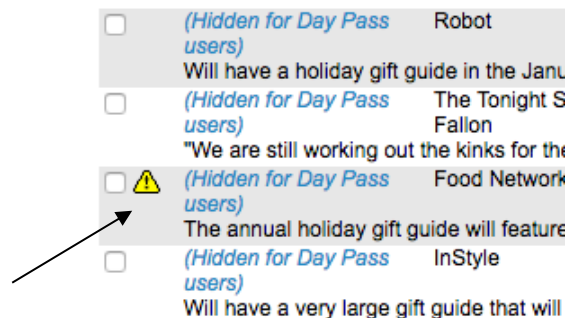 (Hidden for Day Pass Robot
users)
Will have a holiday gift guide in the Janu
(Hidden for Day Pass The Tonight S
users) Fallon
"We are still working out the kinks for the
(Hidden for Day Pass Food Network
users)
The annual holiday gift guide will feature
(Hidden for Day Pass InStyle
users)
Will have a very large gift guide that will